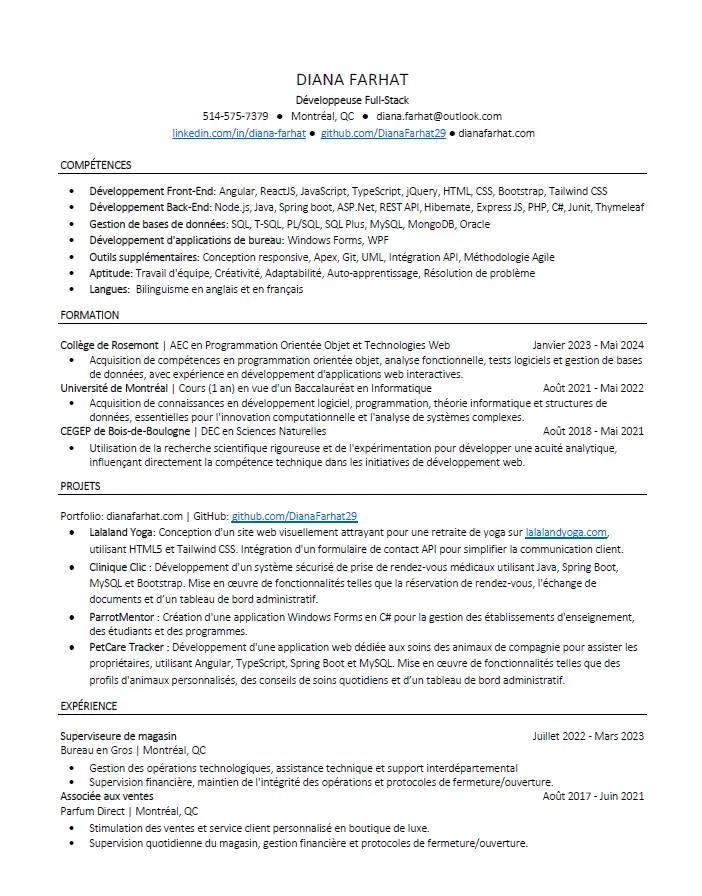 DIANA FARHAT
Développeuse Full-Stack
514-575-7379 ● Montréal, QC ● diana.farhat@outlook.com
linkedin.com/in/diana-farhat ● github.com/DianaFarhat29 ● dianafarhat.com
COMPÉTENCES
• Développement Front-End: Angular, ReactJS, JavaScript, TypeScript, jQuery, HTML, CSS, Bootstrap, Tailwind CSS
• Développement Back-End: Node.js, Java, Spring boot, ASP.Net, REST API, Hibernate, Express JS, PHP, C#, Junit, Thymeleaf
• Gestion de bases de données: SQL, T-SQL, PL/SQL, SQL Plus, MySQL, MongoDB, Oracle
• Développement d'applications de bureau: Windows Forms, WPF
• Outils supplémentaires: Conception responsive, Apex, Git, UML, Intégration API, Méthodologie Agile
• Aptitude: Travail d'équipe, Créativité, Adaptabilité, Auto-apprentissage, Résolution de problème
• Langues: Bilinguisme en anglais et en français
FORMATION
Collège de Rosemont | AEC en Programmation Orientée Objet et Technologies Web Janvier 2023 - Mai 2024
• Acquisition de compétences en programmation orientée objet, analyse fonctionnelle, tests logiciels et gestion de bases
de données, avec expérience en développement d'applications web interactives.
Université de Montréal | Cours (1 an) en vue d'un Baccalauréat en Informatique Août 2021 - Mai 2022
• Acquisition de connaissances en développement logiciel, programmation, théorie informatique et structures de
données, essentielles pour l'innovation computationnelle et l'analyse de systèmes complexes.
CEGEP de Bois-de-Boulogne | DEC en Sciences Naturelles Août 2018 - Mai 2021
• Utilisation de la recherche scientifique rigoureuse et de l'expérimentation pour développer une acuité analytique,
influençant directement la compétence technique dans les initiatives de développement web.
PROJETS
Portfolio: dianafarhat.com | GitHub: github.com/DianaFarhat29
● Lalaland Yoga: Conception d'un site web visuellement attrayant pour une retraite de yoga sur lalalandyoga.com,
utilisant HTML5 et Tailwind CSS. Intégration d'un formulaire de contact API pour simplifier la communication client.
● Clinique Clic : Développement d'un système sécurisé de prise de rendez-vous médicaux utilisant Java, Spring Boot,
MySQL et Bootstrap. Mise en œuvre de fonctionnalités telles que la réservation de rendez-vous, l'échange de
documents et d’un tableau de bord administratif.
● ParrotMentor : Création d'une application Windows Forms en C# pour la gestion des établissements d'enseignement,
des étudiants et des programmes.
● PetCare Tracker : Développement d'une application web dédiée aux soins des animaux de compagnie pour assister les
propriétaires, utilisant Angular, TypeScript, Spring Boot et MySQL. Mise en œuvre de fonctionnalités telles que des
profils d'animaux personnalisés, des conseils de soins quotidiens et d’un tableau de bord administratif.
EXPÉRIENCE
Superviseure de magasin Juillet 2022 - Mars 2023
Bureau en Gros | Montréal, QC
• Gestion des opérations technologiques, assistance technique et support interdépartemental
• Supervision financière, maintien de l'intégrité des opérations et protocoles de fermeture/ouverture.
Associée aux ventes Août 2017 - Juin 2021
Parfum Direct | Montréal, QC
• Stimulation des ventes et service client personnalisé en boutique de luxe.
• Supervision quotidienne du magasin, gestion financière et protocoles de fermeture/ouverture.